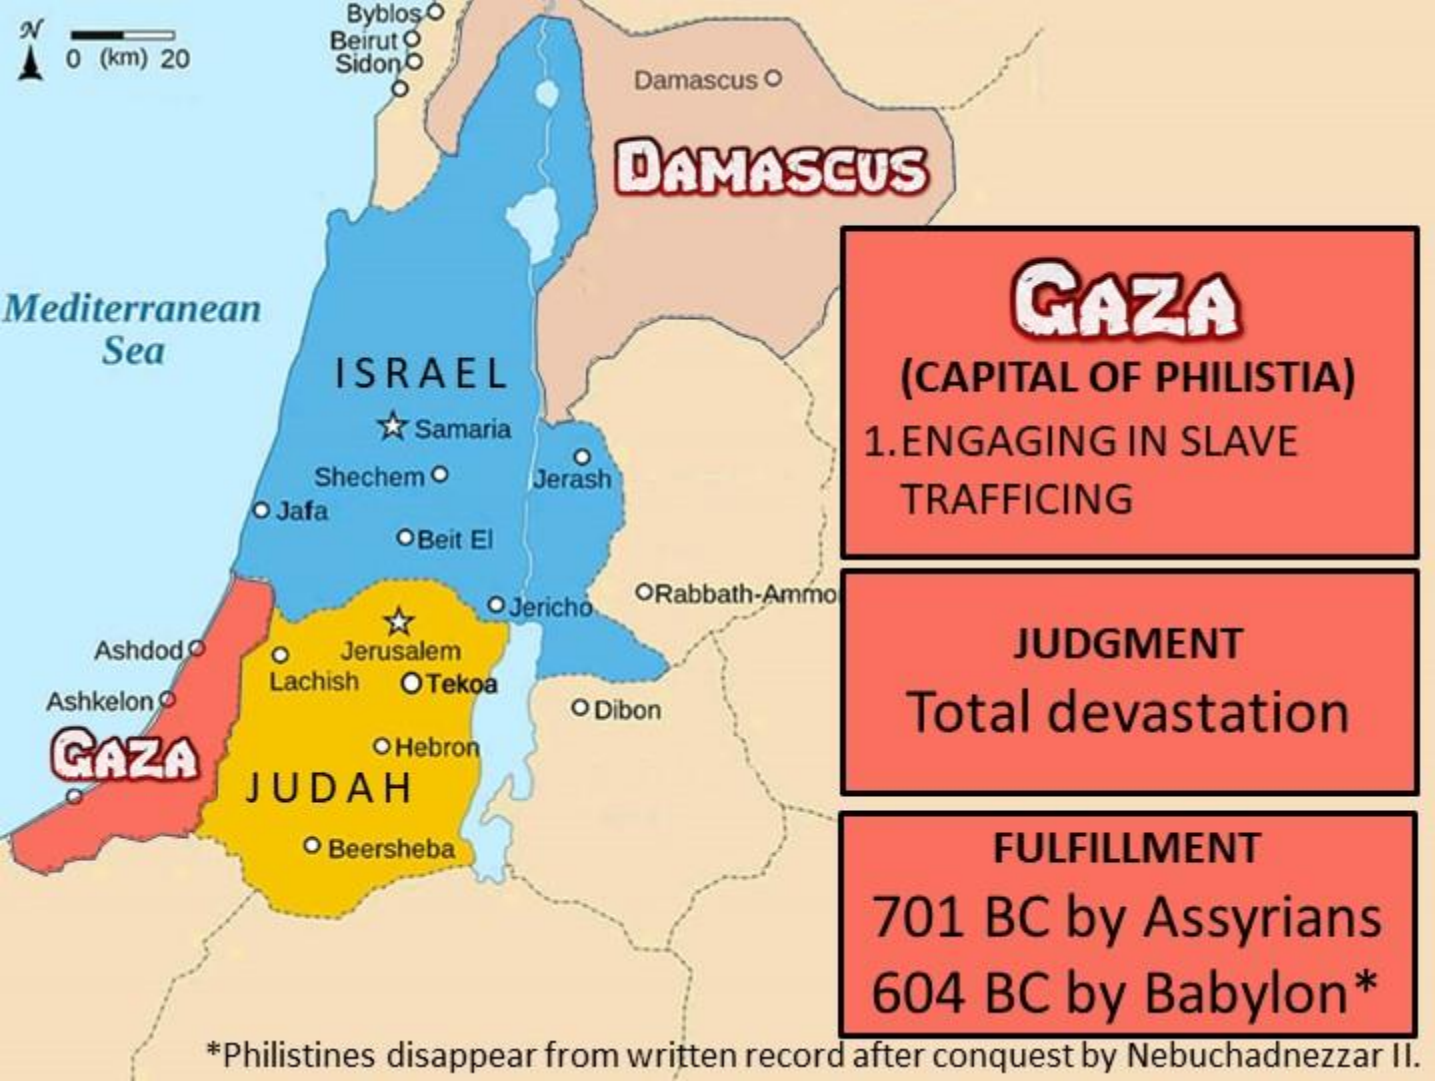 N
0 (km) 20
Byblos
Beirut
Sidon
Damascus
DAMASCUS
Mediterranean
Sea
ISRAEL
Samaria
Shechem
Jerash
Jafa
Beit El
Jericho
Rabbath-Ammo
Ashdod
Jerusalem
Lachish
Tekoa
Ashkelon
Dibon
GAZA
Hebron
JUDAH
Beersheba
GAZA
(CAPITAL OF PHILISTIA)
1. ENGAGING IN SLAVE
TRAFFICING
JUDGMENT
Total devastation
FULFILLMENT
701 BC by Assyrians
604 BC by Babylon*
*Philistines disappear from written record after conquest by Nebuchadnezzar II.